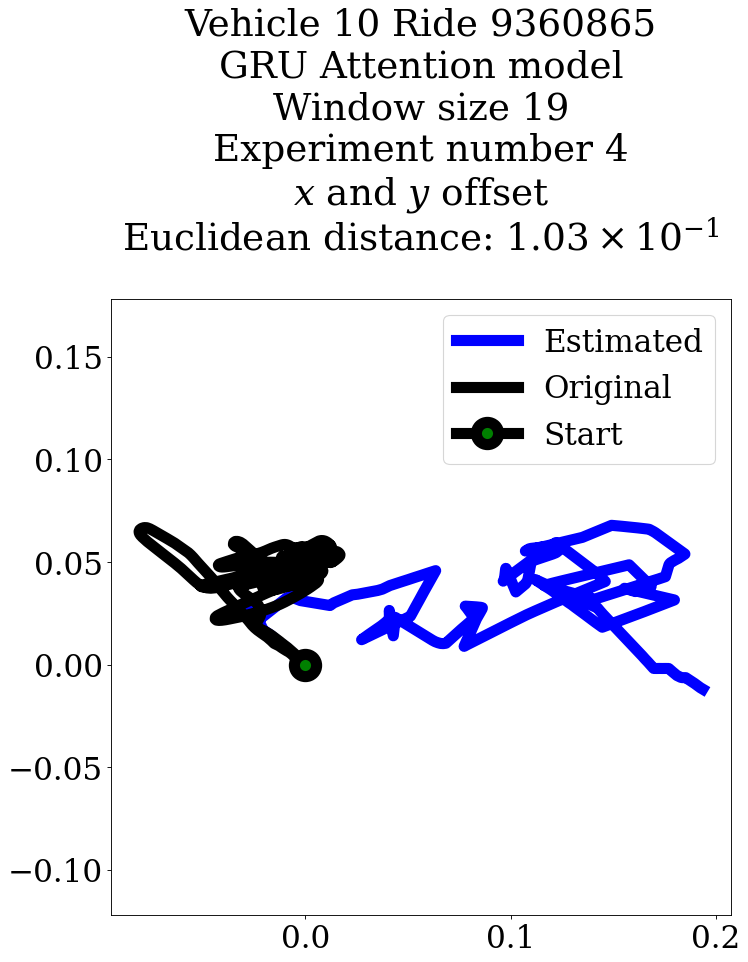 Vehicle 10 Ride 9360865
GRU Attention model
Window size 19
Experiment number 4
x and y offset
Euclidean distance: 1.03 × 10⁻¹
Estimated
Original
Start
0.15
0.10
0.05
0.00
−0.05
−0.10
0.0 0.1 0.2